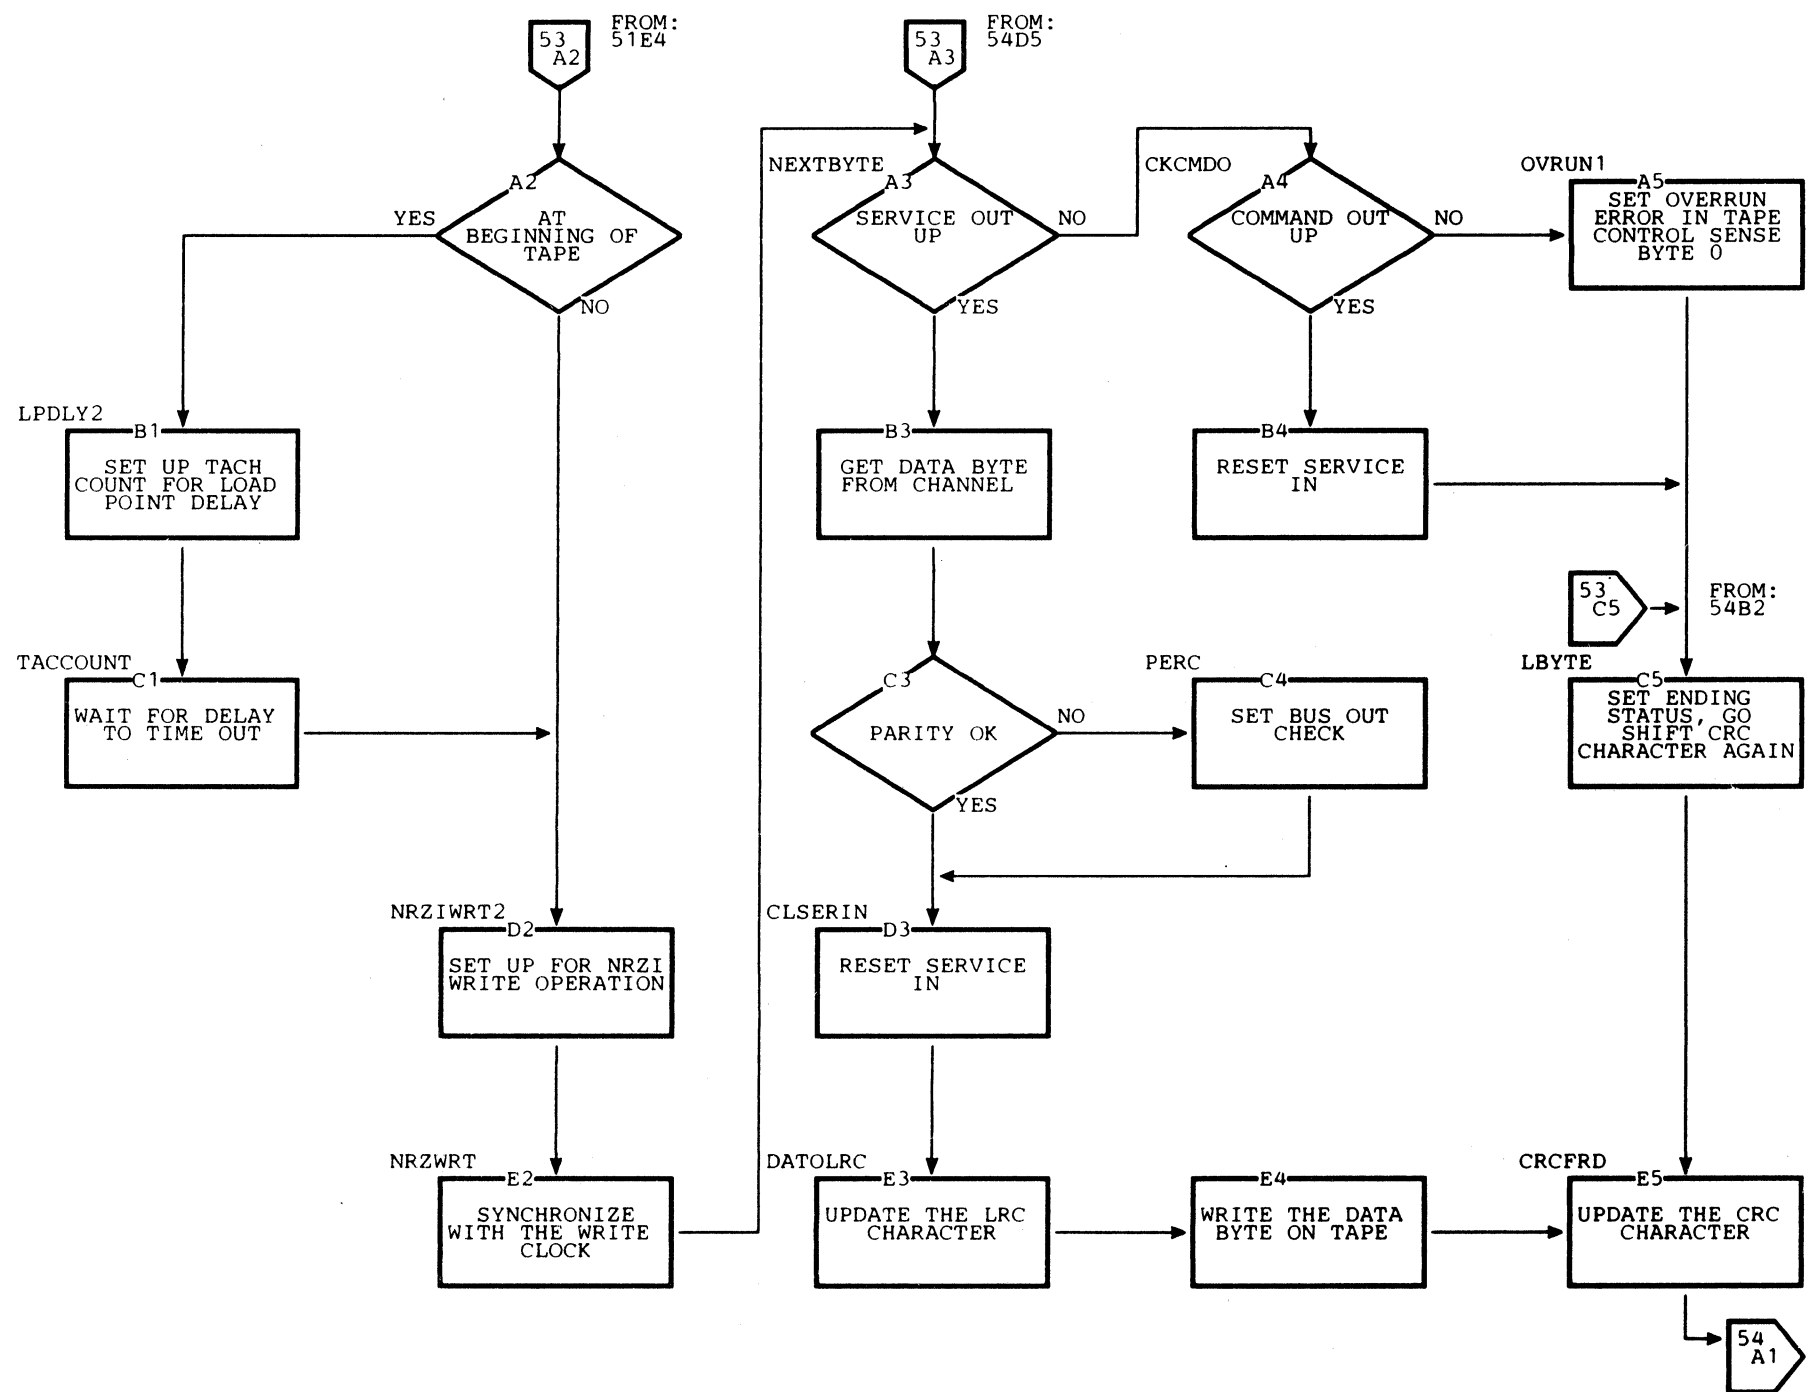 53
A2
FROM:
51E4
53
A3
FROM:
54D5
A2
AT
BEGINNING OF
TAPE
YES
NO
NEXTBYTE
A3
SERVICE OUT
UP
NO
YES
CKCMDO
A4
COMMAND OUT
UP
NO
YES
OVRUN1
A5
SET OVERRUN
ERROR IN TAPE
CONTROL SENSE
BYTE 0
LPDLY2
B1
SET UP TACH
COUNT FOR LOAD
POINT DELAY
B3
GET DATA BYTE
FROM CHANNEL
B4
RESET SERVICE
IN
53
C5
FROM:
54B2
TACCOUNT
C1
WAIT FOR DELAY
TO TIME OUT
C3
PARITY OK
NO
YES
PERC
C4
SET BUS OUT
CHECK
LBYTE
C5
SET ENDING
STATUS, GO
SHIFT CRC
CHARACTER AGAIN
NRZIWRT2
D2
SET UP FOR NRZI
WRITE OPERATION
CLSERIN
D3
RESET SERVICE
IN
NRZWRT
E2
SYNCHRONIZE
WITH THE WRITE
CLOCK
DATOLRC
E3
UPDATE THE LRC
CHARACTER
E4
WRITE THE DATA
BYTE ON TAPE
CRCFRD
E5
UPDATE THE CRC
CHARACTER
54
A1